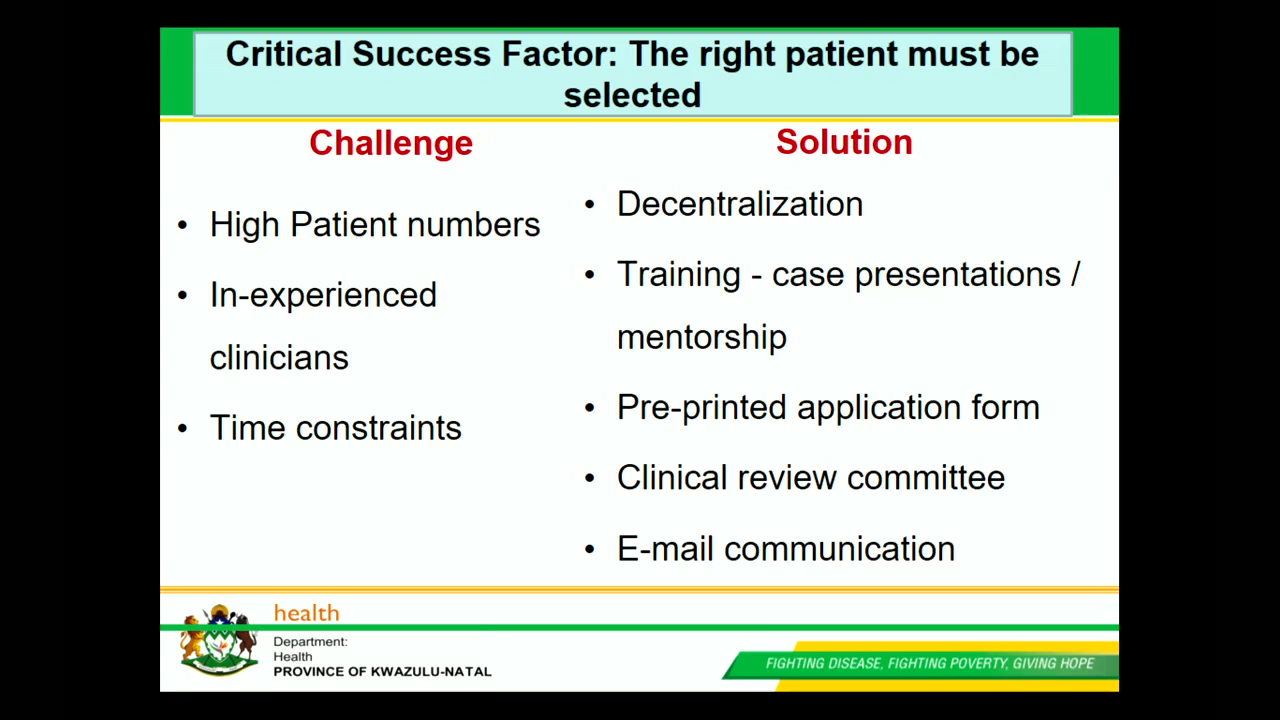 Critical Success Factor: The right patient must be
selected
Challenge
• High Patient numbers
• In-experienced
clinicians
• Time constraints
Solution
• Decentralization
• Training - case presentations /
mentorship
• Pre-printed application form
• Clinical review committee
• E-mail communication
health
Department:
Health
PROVINCE OF KWAZULU-NATAL
FIGHTING DISEASE, FIGHTING POVERTY, GIVING HOPE